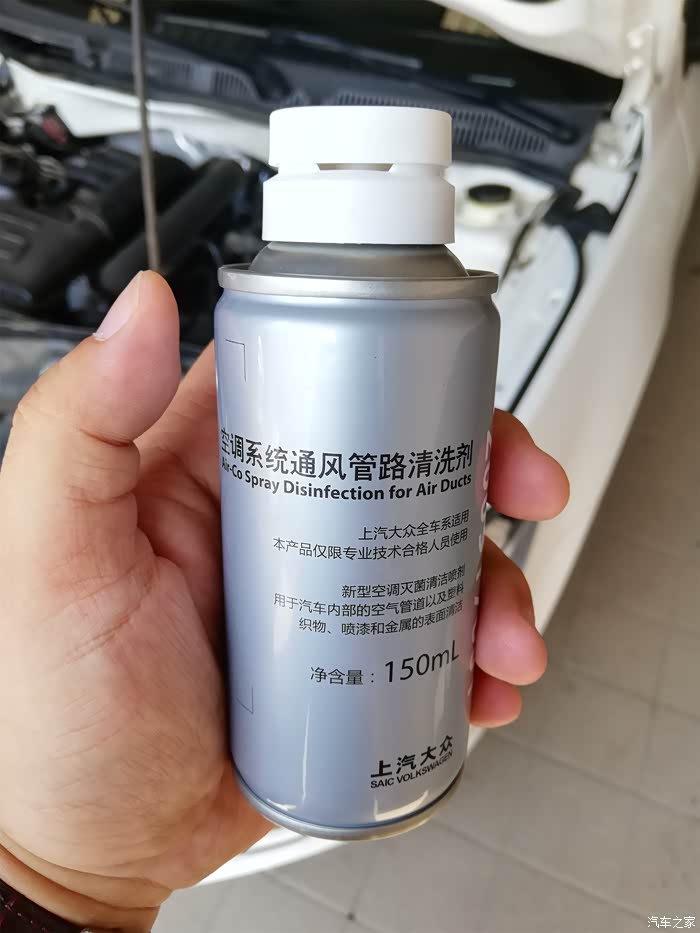 空调系统通风管路清洗剂
Air-Co Spray Disinfection for Air Ducts
上汽大众全车系适用
本产品仅限专业技术合格人员使用
新型空调灭菌清洁喷剂
用于汽车内部的空气管道以及塑料
织物、喷漆和金属的表面清洁
净含量：150mL
上汽大众
SAIC VOLKSWAGEN
汽车之家